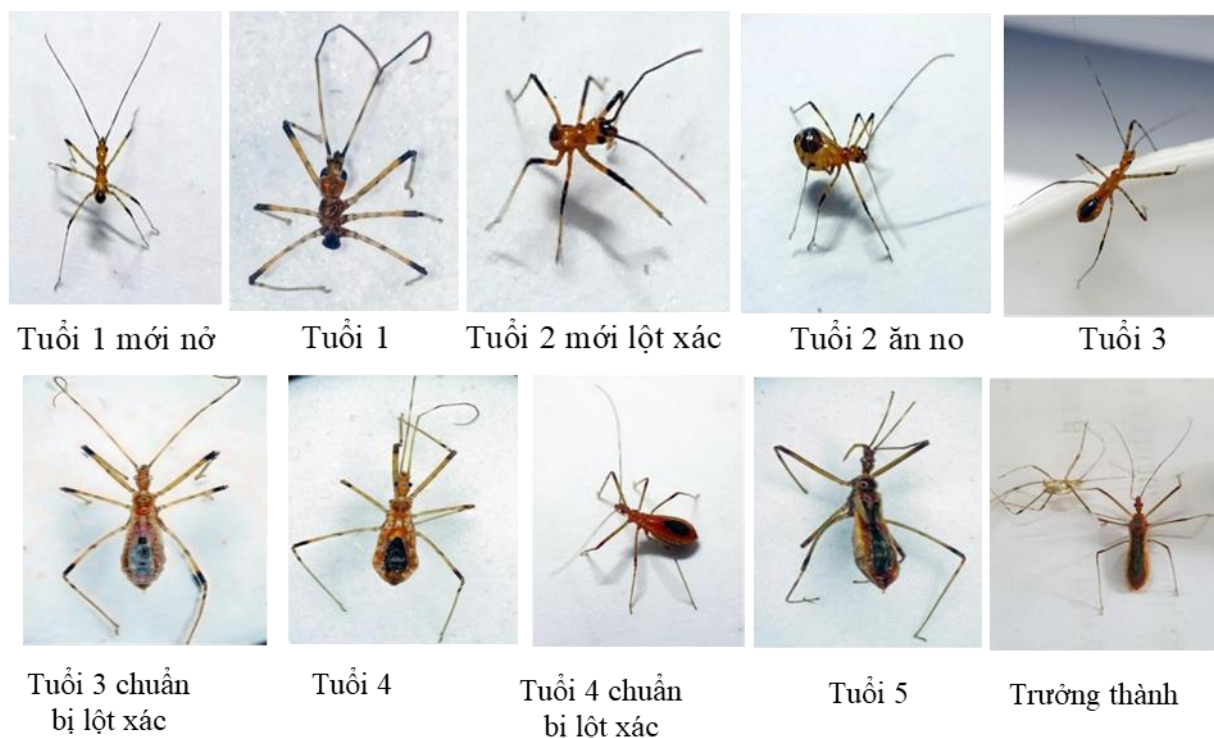 Tuổi 1 mới nở
Tuổi 1
Tuổi 2 mới lột xác
Tuổi 2 ăn no
Tuổi 3
Tuổi 3 chuẩn
bị lột xác
Tuổi 4
Tuổi 4 chuẩn
bị lột xác
Tuổi 5
Trưởng thành